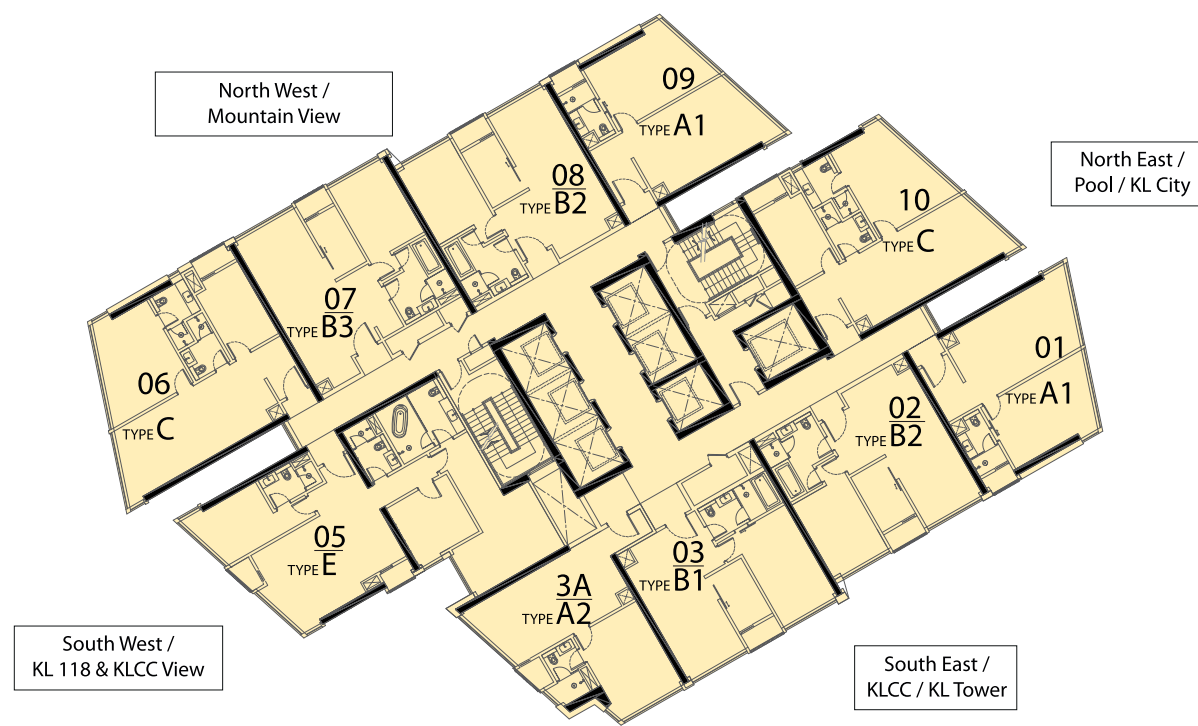 North West /
Mountain View
09
TYPE A1
North East /
Pool / KL City
08
TYPE B2
10
TYPE C
07
TYPE B3
01
TYPE A1
06
TYPE C
02
TYPE B2
05
TYPE E
03
TYPE B1
3A
TYPE A2
South West /
KL 118 & KLCC View
South East /
KLCC / KL Tower